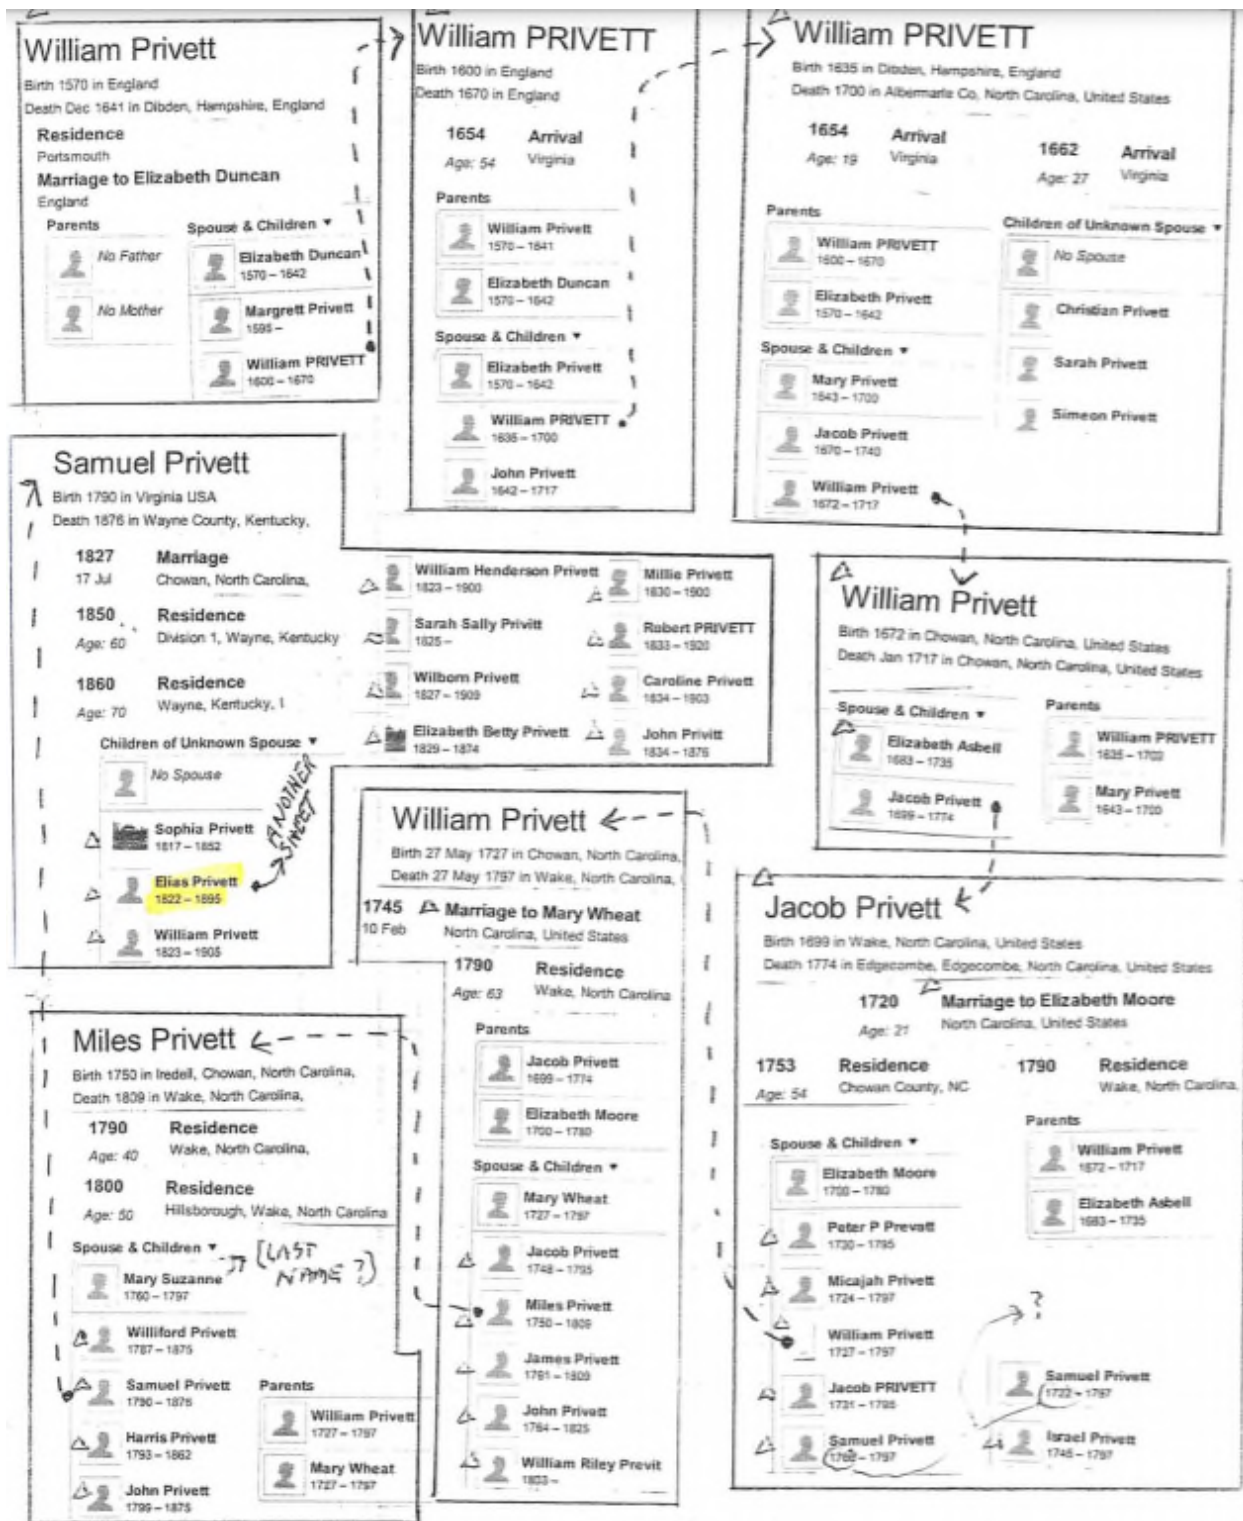 William Privett
Birth 1570 in England
Death Dec 1641 in Dibden, Hampshire, England
Residence
Portsmouth
Marriage to Elizabeth Duncan
England
Parents
No Father
No Mother
Spouse & Children ▾
Elizabeth Duncan
1570 – 1642
Margrett Privett
1595 –
William PRIVETT
1600 – 1670
William PRIVETT
Birth 1600 in England
Death 1670 in England
1654 Arrival
Age: 54 Virginia
Parents
William Privett
1570 – 1641
Elizabeth Duncan
1570 – 1642
Spouse & Children ▾
Elizabeth Privett
1570 – 1642
William PRIVETT
1635 – 1700
John Privett
1642 – 1717
William PRIVETT
Birth 1635 in Dibden, Hampshire, England
Death 1700 in Albemarle Co, North Carolina, United States
1654 Arrival
Age: 19 Virginia
1662 Arrival
Age: 27 Virginia
Parents
William PRIVETT
1600 – 1670
Elizabeth Privett
1570 – 1642
Spouse & Children ▾
Mary Privett
1643 – 1700
Jacob Privett
1670 – 1740
William Privett
1672 – 1717
Children of Unknown Spouse ▾
No Spouse
Christian Privett
Sarah Privett
Simeon Privett
Samuel Privett
Birth 1790 in Virginia USA
Death 1876 in Wayne County, Kentucky,
1827 Marriage
17 Jul Chowan, North Carolina,
1850 Residence
Age: 60 Division 1, Wayne, Kentucky
1860 Residence
Age: 70 Wayne, Kentucky,
Children of Unknown Spouse ▾
No Spouse
Sophia Privett
1817 – 1852
Elias Privett
1822 – 1895
ANOTHER
SHEET
William Privett
1823 – 1905
William Henderson Privett
1823 – 1900
Sarah Sally Privitt
1825 –
Wilborn Privett
1827 – 1909
Elizabeth Betty Privett
1829 – 1874
Millie Privett
1830 – 1900
Robert PRIVETT
1833 – 1920
Caroline Privett
1834 – 1903
John Privitt
1834 – 1876
William Privett
Birth 1672 in Chowan, North Carolina, United States
Death Jan 1717 in Chowan, North Carolina, United States
Spouse & Children ▾
Elizabeth Asbell
1683 – 1735
Jacob Privett
1699 – 1774
Parents
William PRIVETT
1635 – 1700
Mary Privett
1643 – 1700
William Privett
Birth 27 May 1727 in Chowan, North Carolina,
Death 27 May 1797 in Wake, North Carolina,
1745 Marriage to Mary Wheat
10 Feb North Carolina, United States
1790 Residence
Age: 63 Wake, North Carolina
Parents
Jacob Privett
1699 – 1774
Elizabeth Moore
1700 – 1780
Spouse & Children ▾
Mary Wheat
1727 – 1797
Jacob Privett
1748 – 1795
Miles Privett
1750 – 1809
James Privett
1761 – 1809
John Privett
1764 – 1825
William Riley Previt
1803 –
Jacob Privett
Birth 1699 in Wake, North Carolina, United States
Death 1774 in Edgecombe, Edgecombe, North Carolina, United States
1720 Marriage to Elizabeth Moore
Age: 21 North Carolina, United States
1753 Residence
Age: 54 Chowan County, NC
1790 Residence
Wake, North Carolina,
Spouse & Children ▾
Elizabeth Moore
1700 – 1780
Peter P Prevatt
1730 – 1795
Micajah Privett
1724 – 1797
William Privett
1727 – 1797
Jacob PRIVETT
1731 – 1795
Samuel Privett
– 1797
Parents
William Privett
1672 – 1717
Elizabeth Asbell
1683 – 1735
?
Samuel Privett
1722 – 1797
Israel Privett
1745 – 1797
Miles Privett
Birth 1750 in Iredell, Chowan, North Carolina,
Death 1809 in Wake, North Carolina,
1790 Residence
Age: 40 Wake, North Carolina,
1800 Residence
Age: 50 Hillsborough, Wake, North Carolina
Spouse & Children ▾
(LAST
NAME?)
Mary Suzanne
1760 – 1797
Williford Privett
1787 – 1875
Samuel Privett
1790 – 1876
Harris Privett
1793 – 1862
John Privett
1799 – 1875
Parents
William Privett
1727 – 1797
Mary Wheat
1727 – 1797